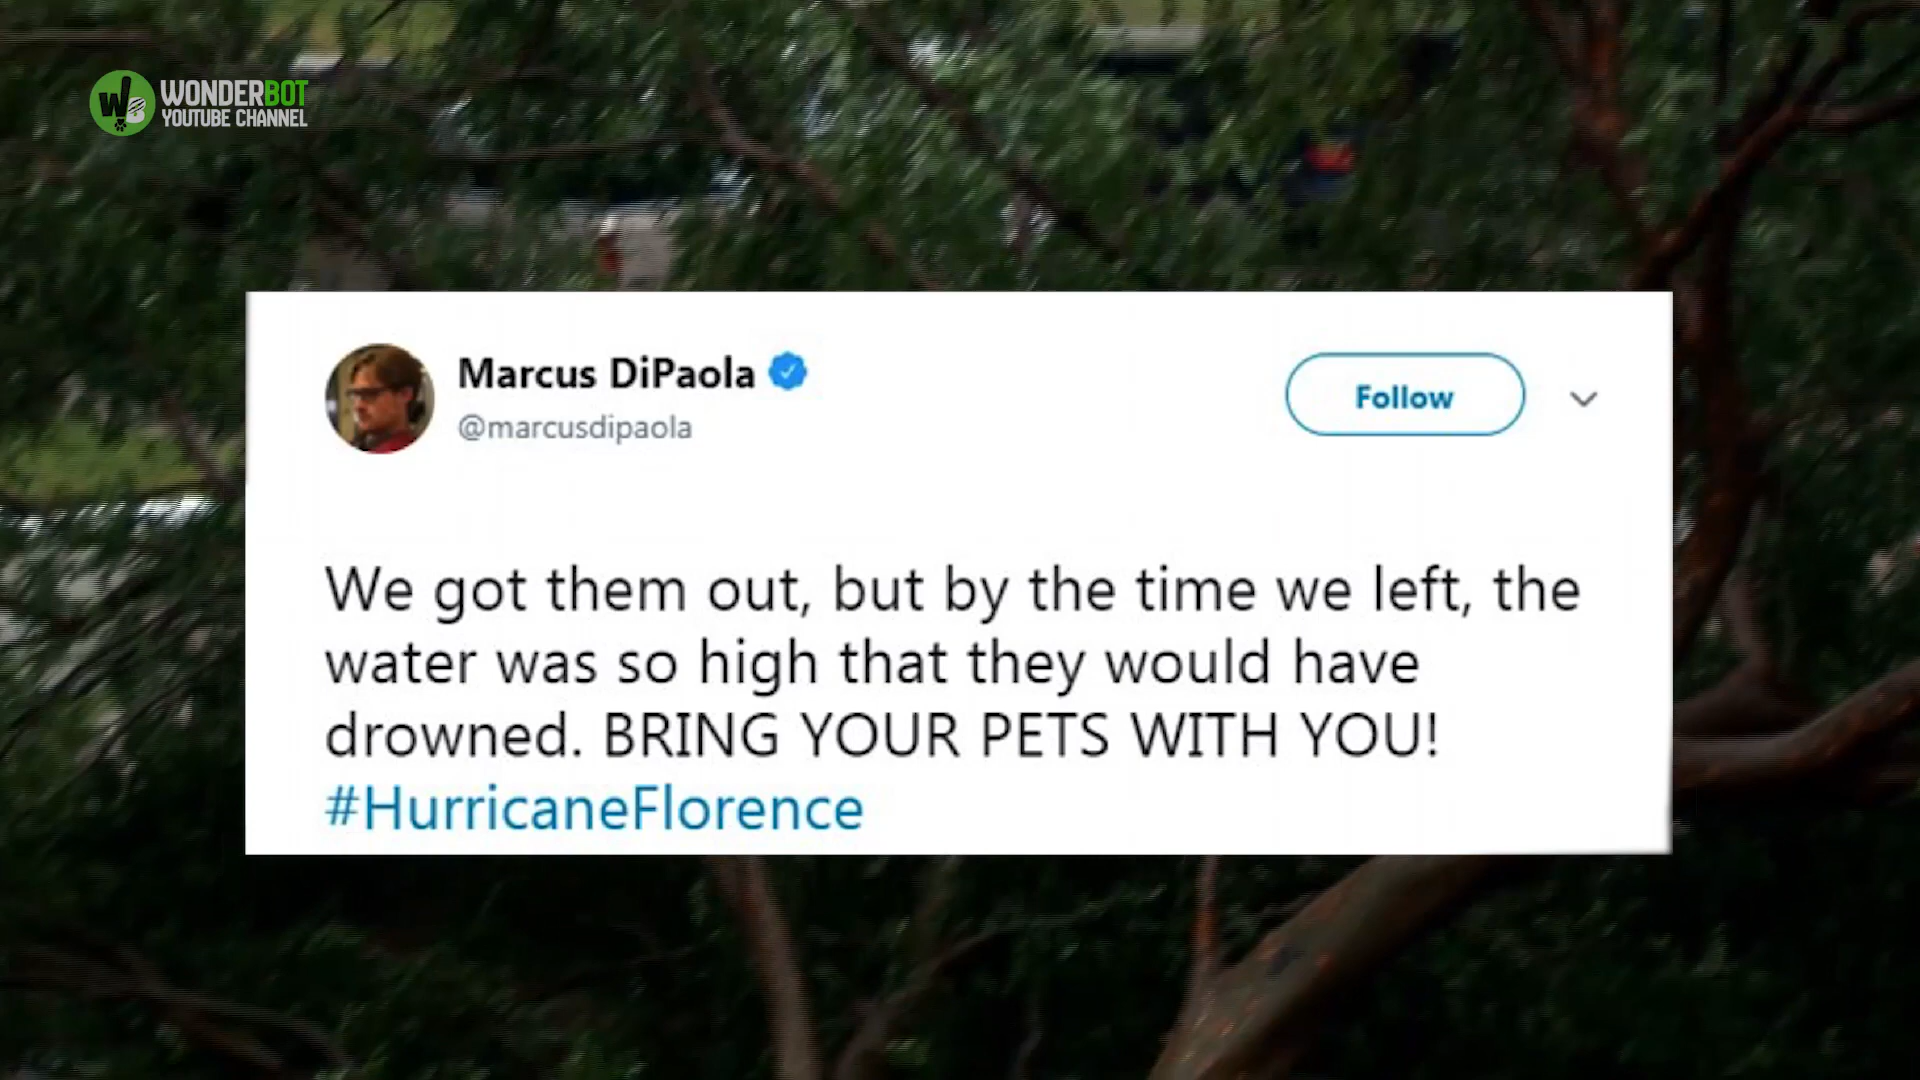 WONDERBOT
YOUTUBE CHANNEL
Marcus DiPaola
@marcusdipaola
Follow
We got them out, but by the time we left, the
water was so high that they would have
drowned. BRING YOUR PETS WITH YOU!
#HurricaneFlorence